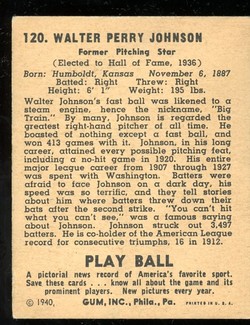 120. WALTER PERRY JOHNSON
Former Pitching Star
(Elected to Hall of Fame, 1936)
Born: Humboldt, Kansas November 6, 1887
Batted: Right Threw: Right
Height: 6' 1" Weight: 195 lbs.
Walter Johnson's fast ball was likened to a
steam engine, hence the nickname, "Big
Train." By many, Johnson is regarded the
greatest right-handed pitcher of all time. He
boasted of nothing except a fast ball, and
won 413 games with it. Johnson, in his long
career, attained every possible pitching feat,
including a no-hit game in 1920. His entire
major league career from 1907 through 1927
was spent with Washington. Batters dreaded
to face Johnson on a dark day, his
speed was so terrific, and they tell stories
about him where batters threw down their
bats after the second strike. "You can't hit
what you can't see," was a famous saying
about Johnson. Johnson struck out 3,497
batters. He is co-holder of the American League
record for consecutive triumphs, 16 in 1912.
PLAY BALL
A pictorial news record of America's favorite sport.
Save these cards . . . know all about the game and its
prominent players. New pictures every year.
© 1940, GUM, INC., Phila., Pa. PRINTED IN U. S. A.